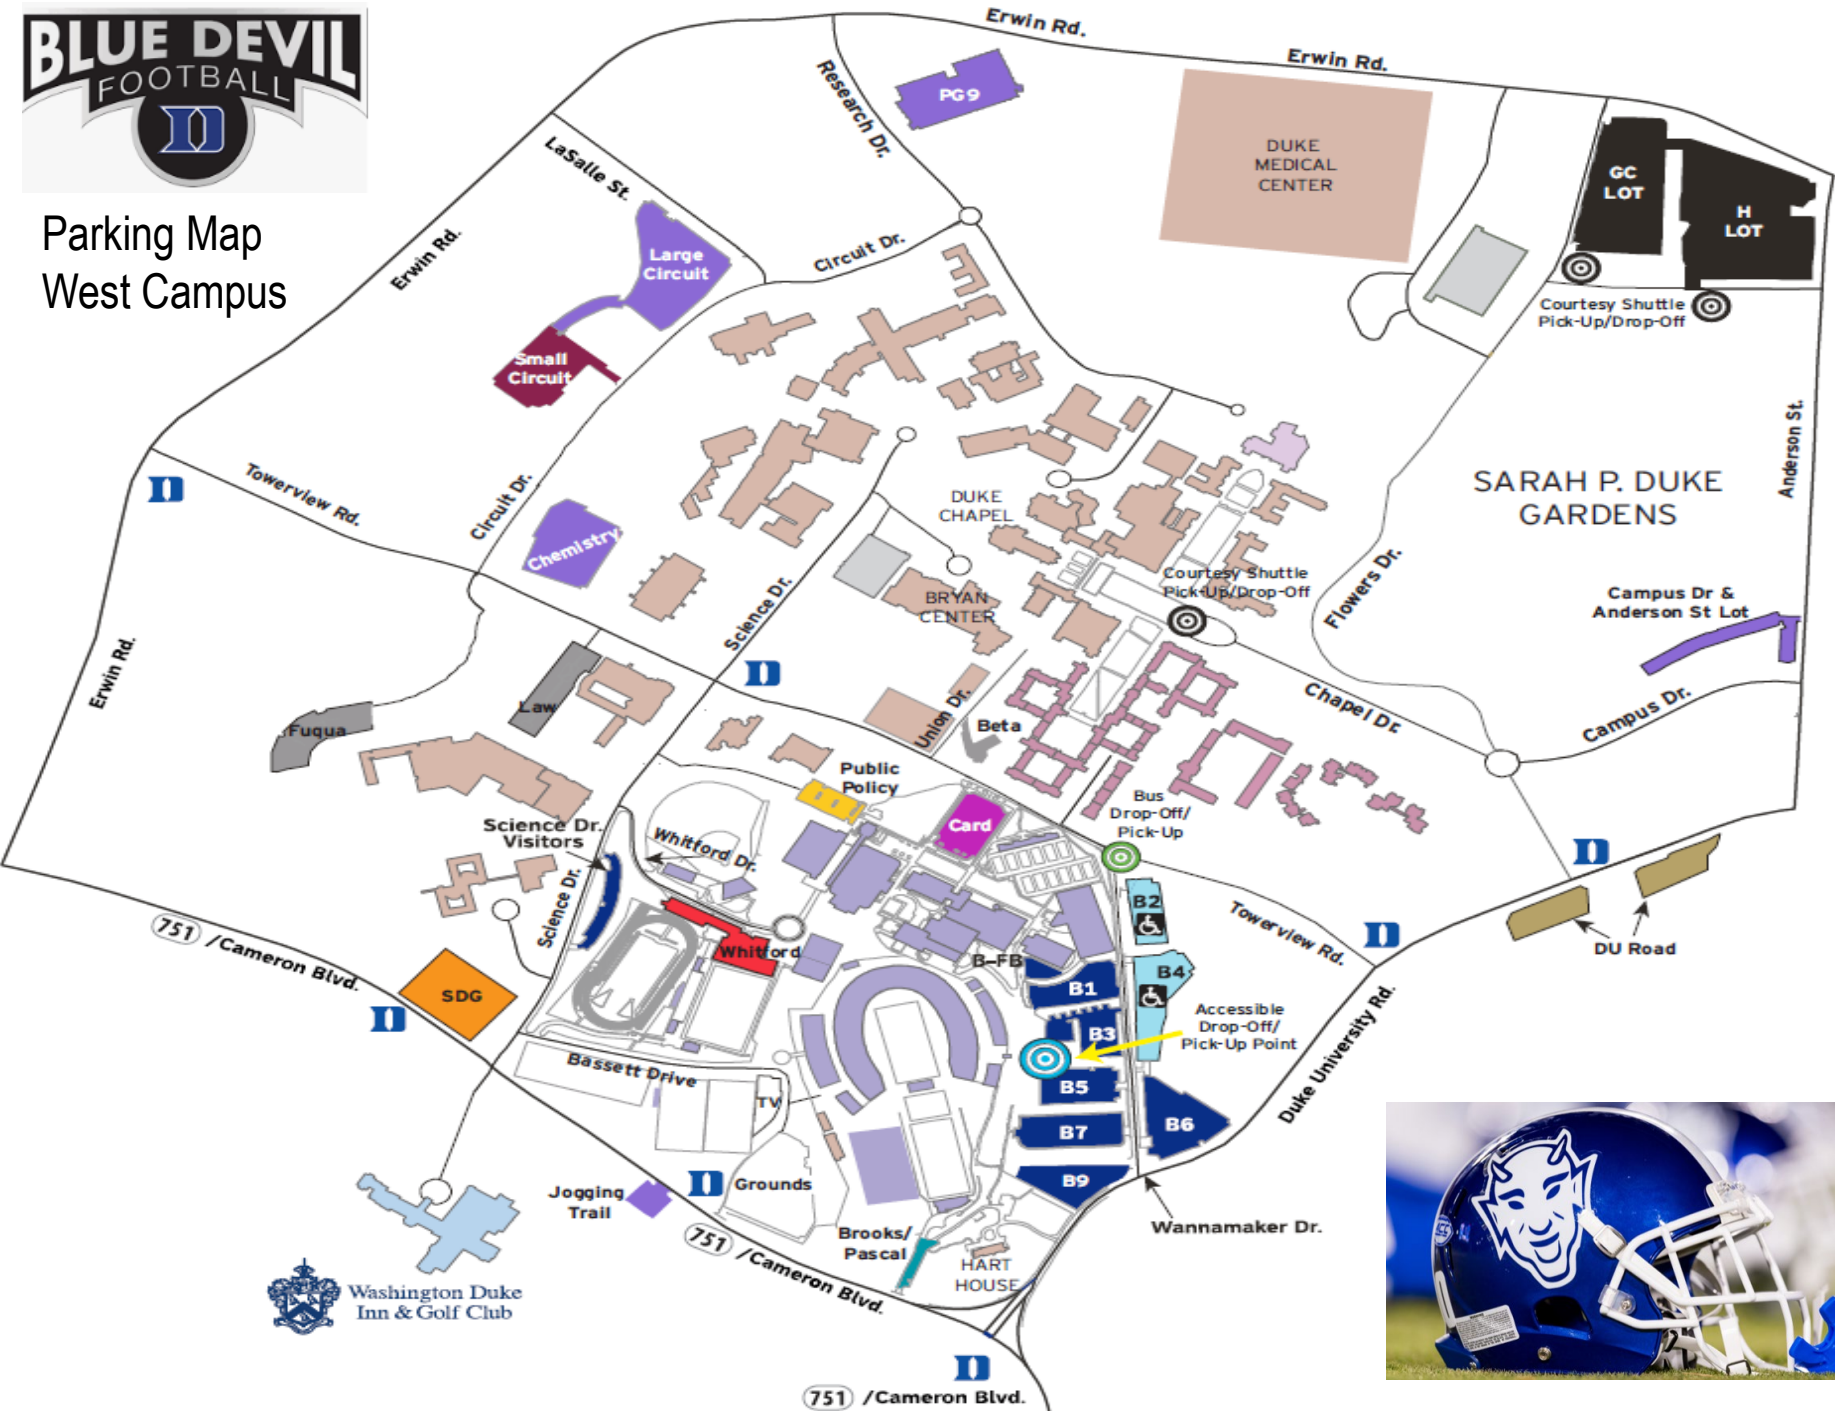 BLUE DEVIL
FOOTBALL
D
Parking Map
West Campus
Erwin Rd.
Erwin Rd.
Research Dr.
PG9
DUKE
MEDICAL
CENTER
GC
LOT
H
LOT
LaSalle St.
Erwin Rd.
Large
Circuit
Circuit Dr.
Courtesy Shuttle
Pick-Up/Drop-Off
Small
Circuit
Anderson St.
Towerview Rd.
Circuit Dr.
DUKE
CHAPEL
SARAH P. DUKE
GARDENS
Chemistry
Science Dr.
BRYAN
CENTER
Courtesy Shuttle
Pick-Up/Drop-Off
Flowers Dr.
Campus Dr &
Anderson St Lot
Erwin Rd.
Law
Fuqua
Union Dr.
Beta
Chapel Dr.
Campus Dr.
Public
Policy
Card
Bus
Drop-Off/
Pick-Up
Science Dr.
Visitors
Whitford Dr.
Science Dr.
B2
Towerview Rd.
DU Road
751 /Cameron Blvd.
Whitford
B-FB
B1
B4
SDG
B3
Accessible
Drop-Off/
Pick-Up Point
Duke University Rd.
Bassett Drive
TV
B5
B7
B6
B9
Grounds
Jogging
Trail
Wannamaker Dr.
Brooks/
Pascal
HART
HOUSE
751 /Cameron Blvd.
Washington Duke
Inn & Golf Club
751 /Cameron Blvd.